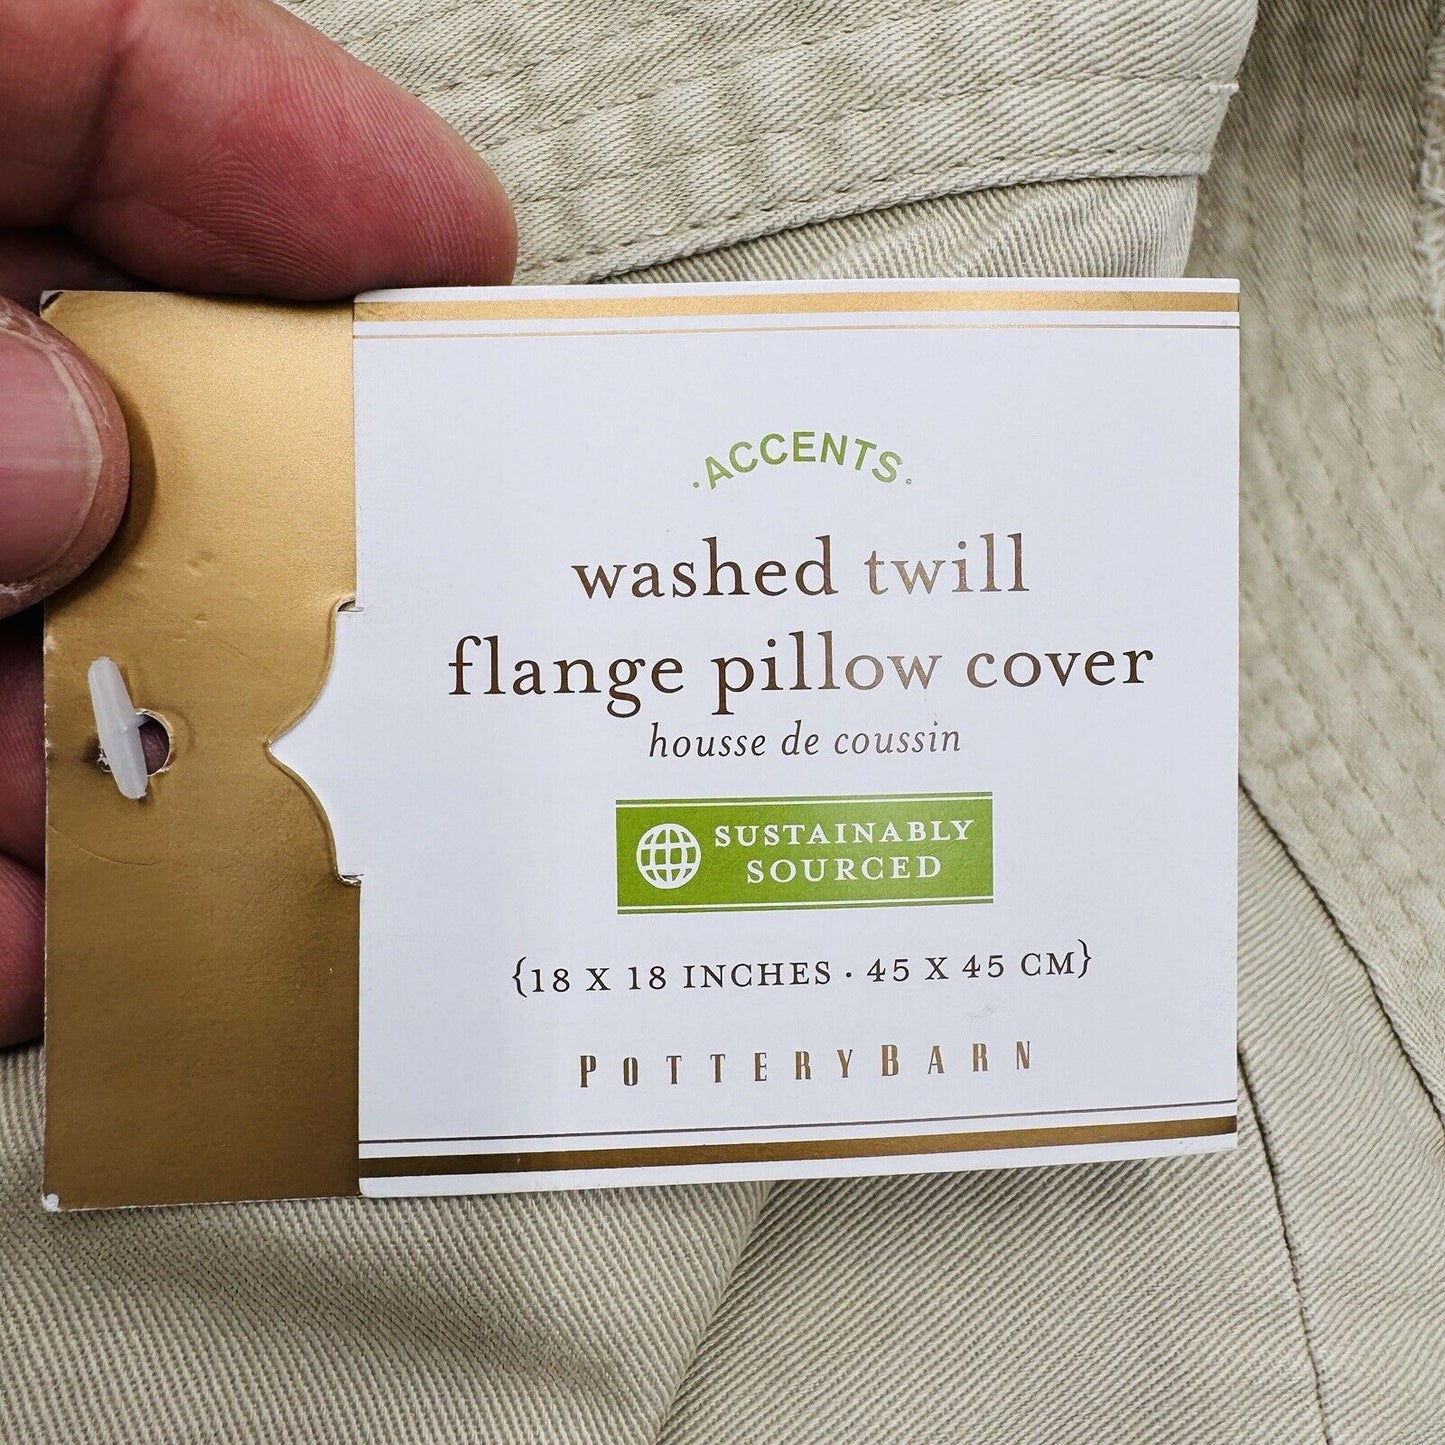 · ACCENTS ·
washed twill
flange pillow cover
housse de coussin
SUSTAINABLY
SOURCED
{18 X 18 INCHES · 45 X 45 CM}
POTTERYBARN